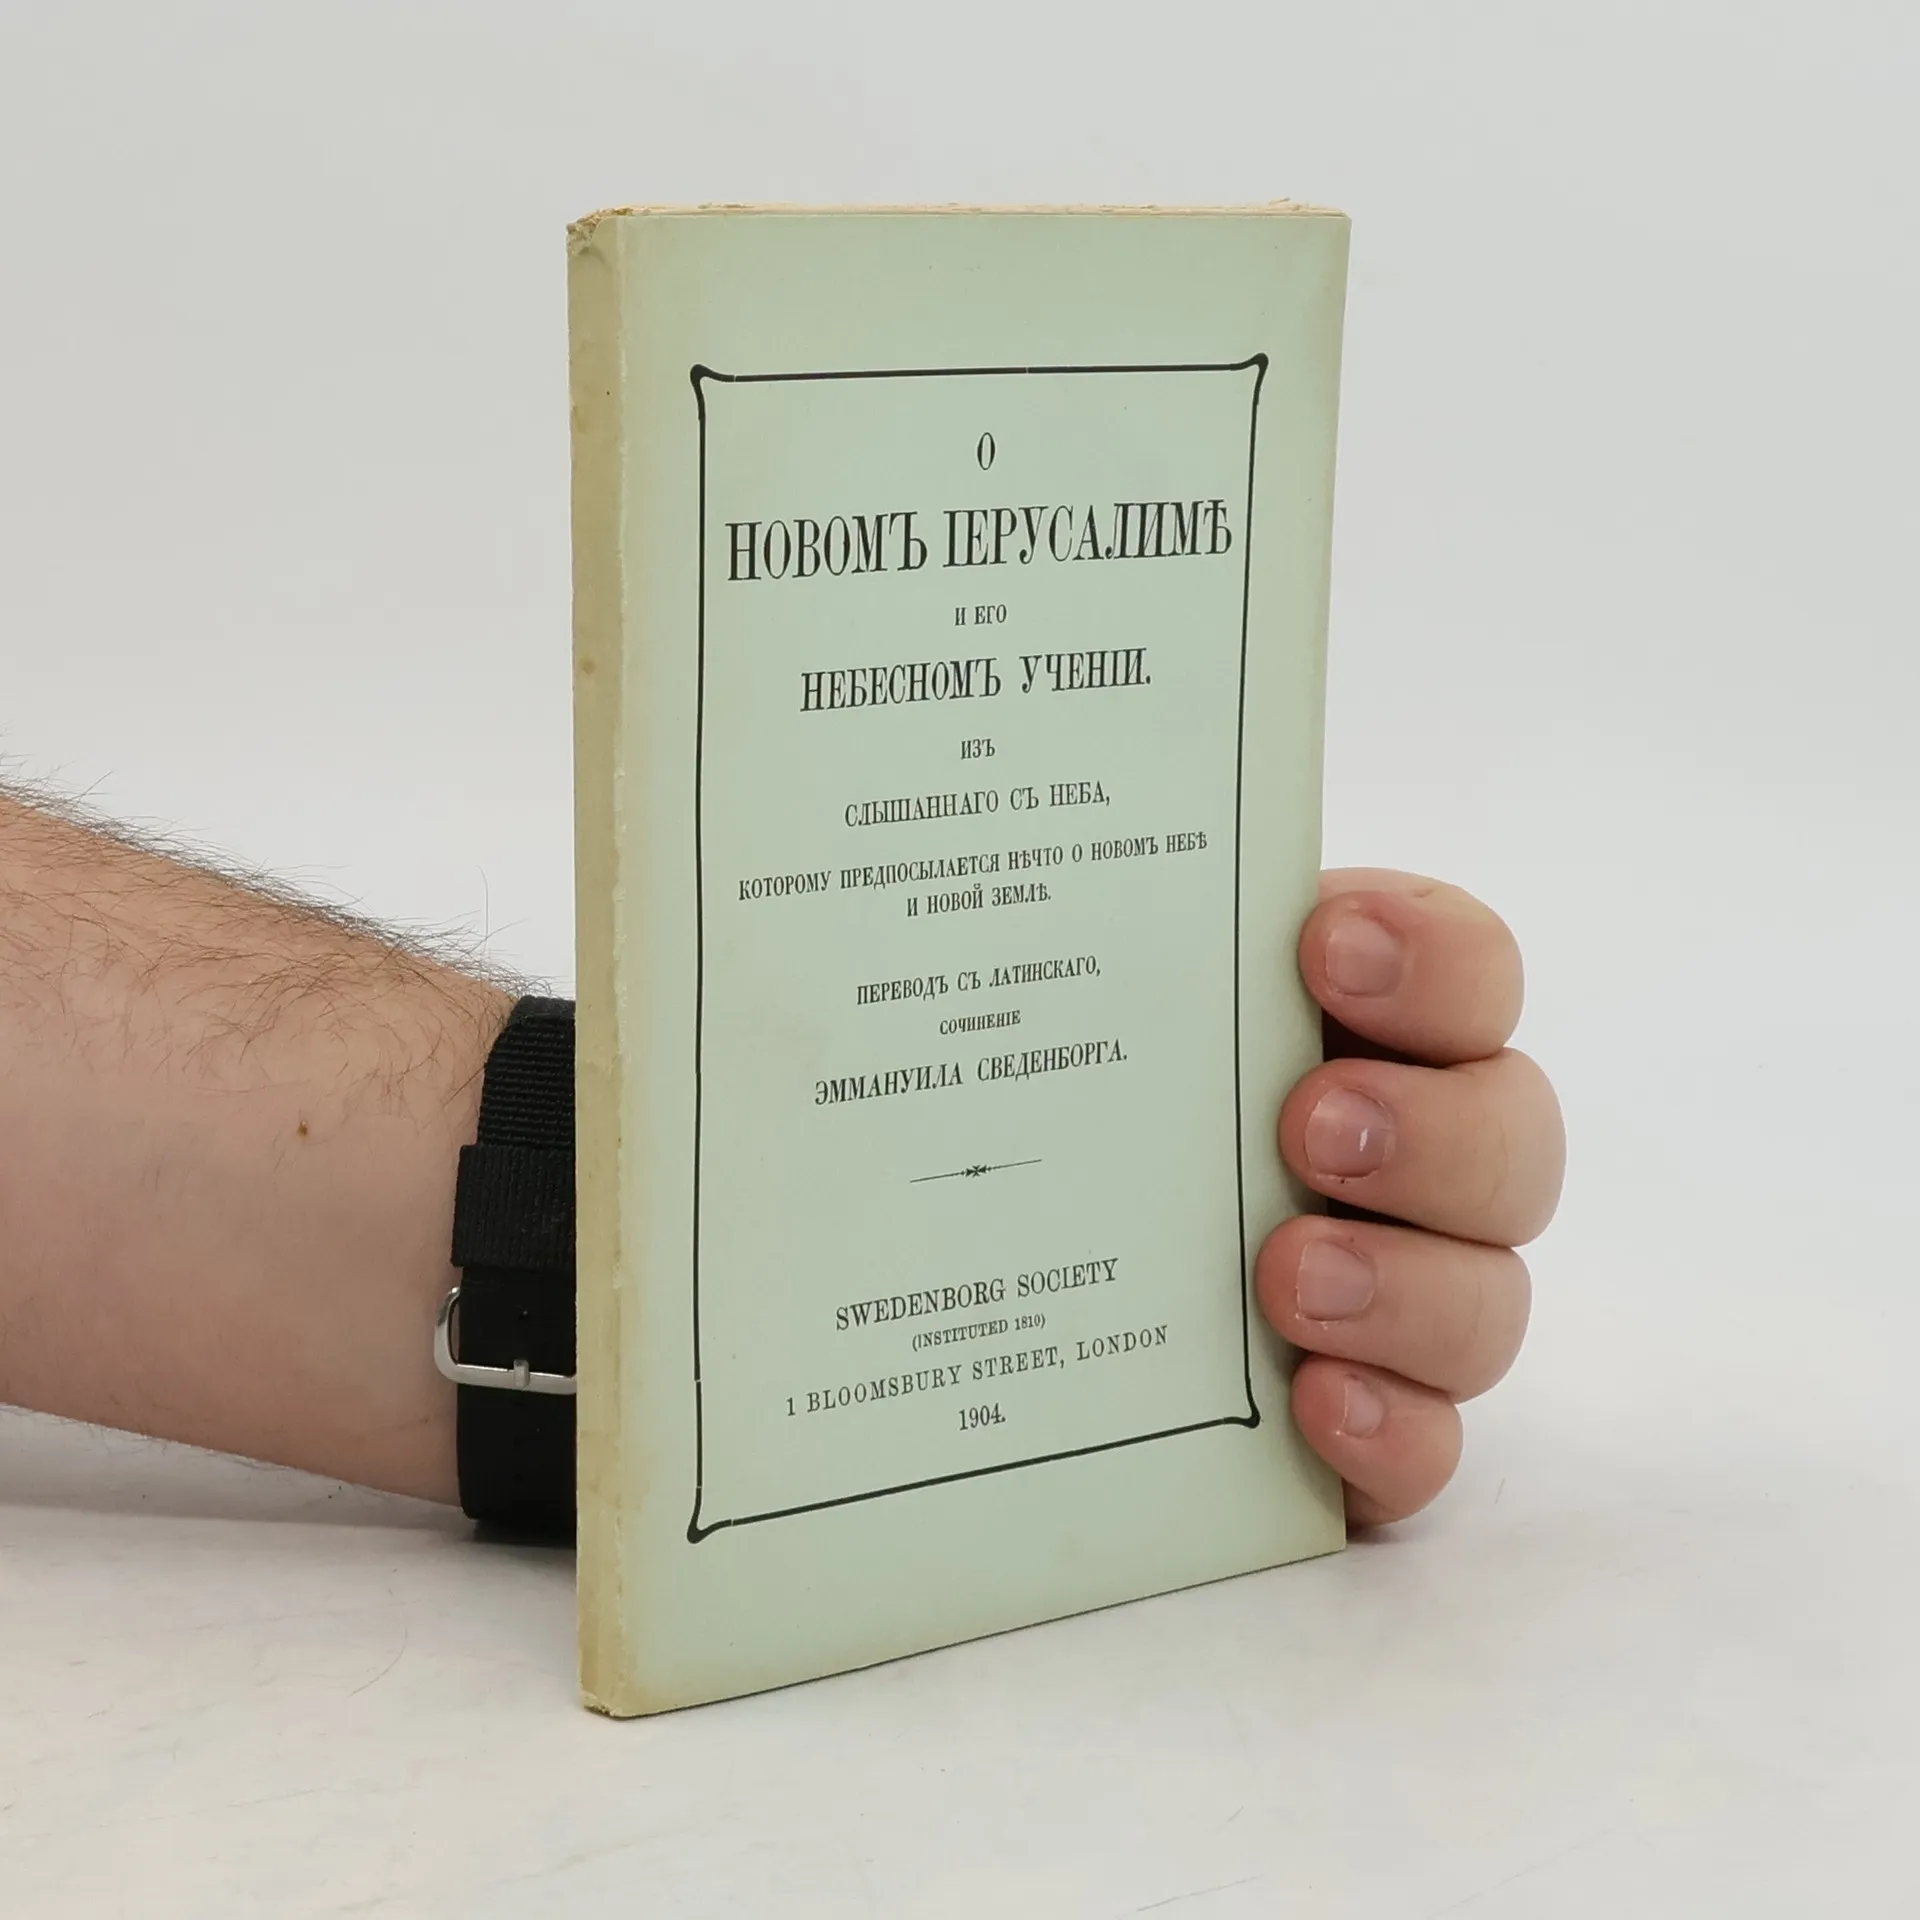 О
НОВОМЪ ІЕРУСАЛИМѢ
И ЕГО
НЕБЕСНОМЪ УЧЕНІИ.
ИЗЪ
СЛЫШАННАГО СЪ НЕБА,
КОТОРОМУ ПРЕДПОСЫЛАЕТСЯ НѢЧТО О НОВОМЪ НЕБѢ
И НОВОЙ ЗЕМЛѢ.
ПЕРЕВОДЪ СЪ ЛАТИНСКАГО,
СОЧИНЕНІЕ
ЭММАНУИЛА СВЕДЕНБОРГА.
SWEDENBORG SOCIETY
(INSTITUTED 1810)
1 BLOOMSBURY STREET, LONDON
1904.